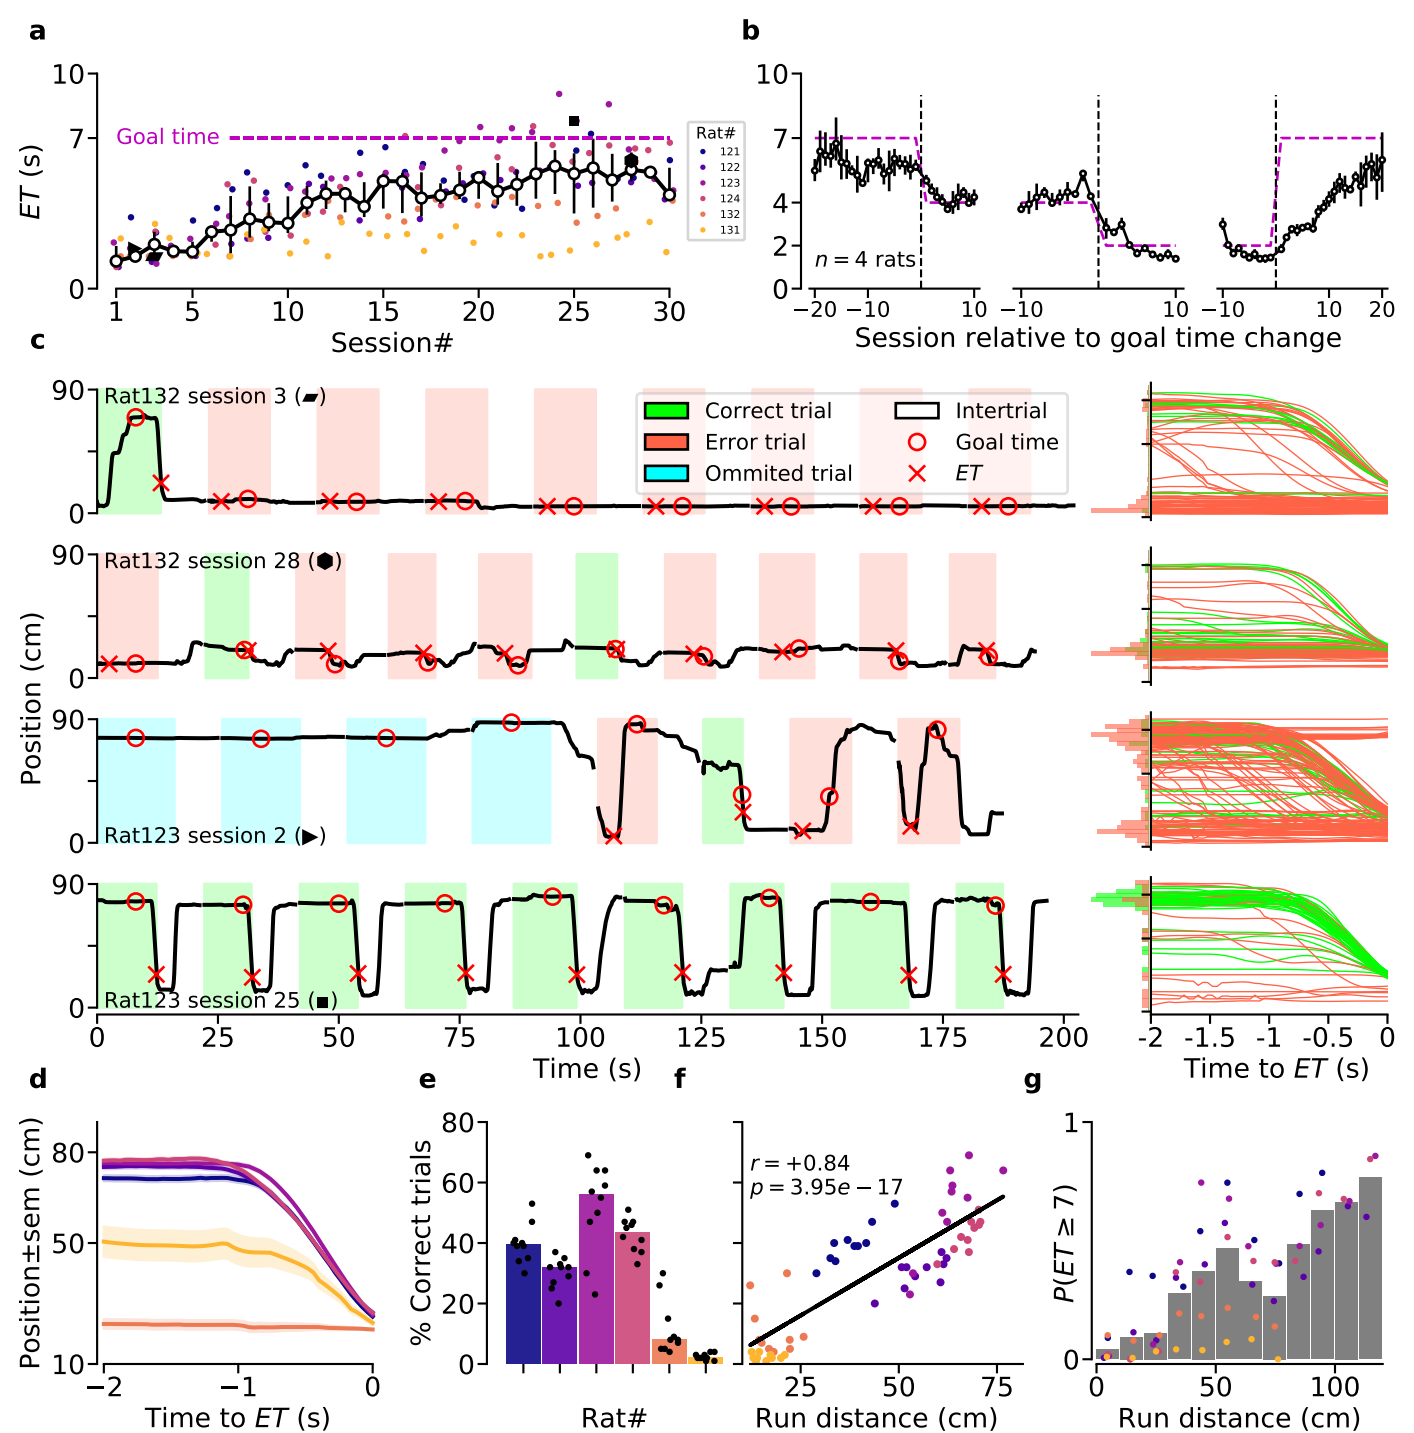 a
10
7
0
ET (s)
Goal time
Rat#
121
122
123
124
132
131
1 5 10 15 20 25 30
Session#
b
10
7
4
2
0
n = 4 rats
−20 −10 10 −10 10 −10 10 20
Session relative to goal time change
c
Position (cm)
90
0
Rat132 session 3 (▰)
Correct trial
Error trial
Ommited trial
Intertrial
Goal time
ET
90
0
Rat132 session 28 (⬢)
90
0
Rat123 session 2 (▶)
90
0
Rat123 session 25 (■)
0 25 50 75 100 125 150 175 200
Time (s)
-2 -1.5 -1 -0.5 0
Time to ET (s)
d
Position±sem (cm)
80
50
10
−2 −1 0
Time to ET (s)
e
% Correct trials
80
60
40
20
0
Rat#
f
r = +0.84
p = 3.95e − 17
25 50 75
Run distance (cm)
g
P(ET ≥ 7)
1
0
0 50 100
Run distance (cm)